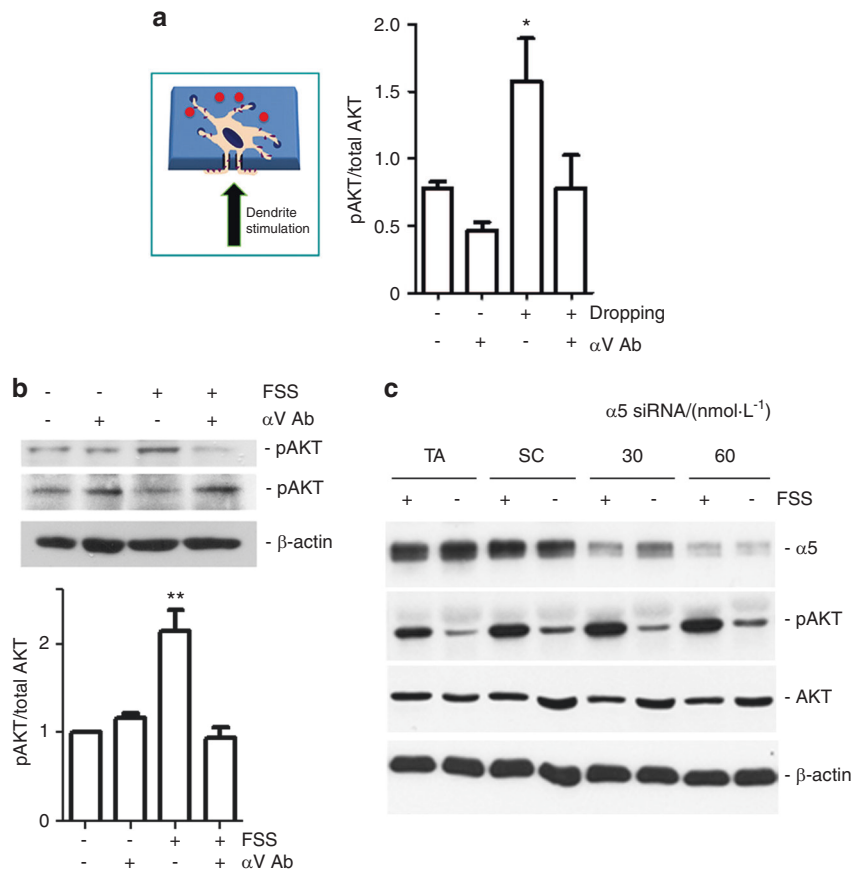 a
Dendrite
stimulation
pAKT/total AKT
2.0
1.5
1.0
0.5
0
*
- - + + Dropping
- + - + αV Ab
b
- - + + FSS
- + - + αV Ab
- pAKT
- pAKT
- β-actin
pAKT/total AKT
2
1
0
**
- - + + FSS
- + - + αV Ab
c
α5 siRNA/(nmol·L⁻¹)
TA SC 30 60
+ - + - + - + - FSS
- α5
- pAKT
- AKT
- β-actin